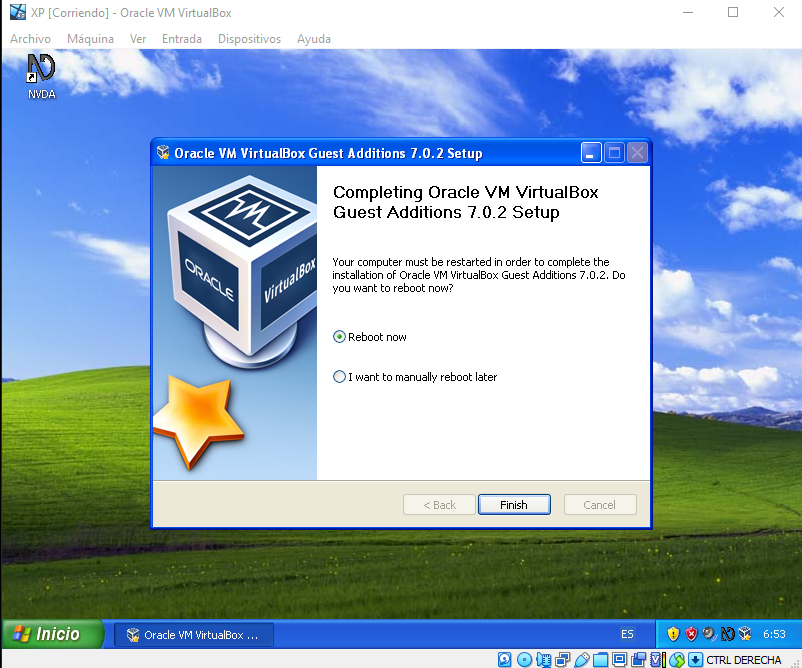 XP [Corriendo] - Oracle VM VirtualBox
Archivo Máquina Ver Entrada Dispositivos Ayuda
NVDA
Oracle VM VirtualBox Guest Additions 7.0.2 Setup
Completing Oracle VM VirtualBox
Guest Additions 7.0.2 Setup
ORACLE
VirtualBox
Your computer must be restarted in order to complete the
installation of Oracle VM VirtualBox Guest Additions 7.0.2. Do
you want to reboot now?
Reboot now
I want to manually reboot later
< Back Finish Cancel
Inicio Oracle VM VirtualBox ... ES 6:53
CTRL DERECHA